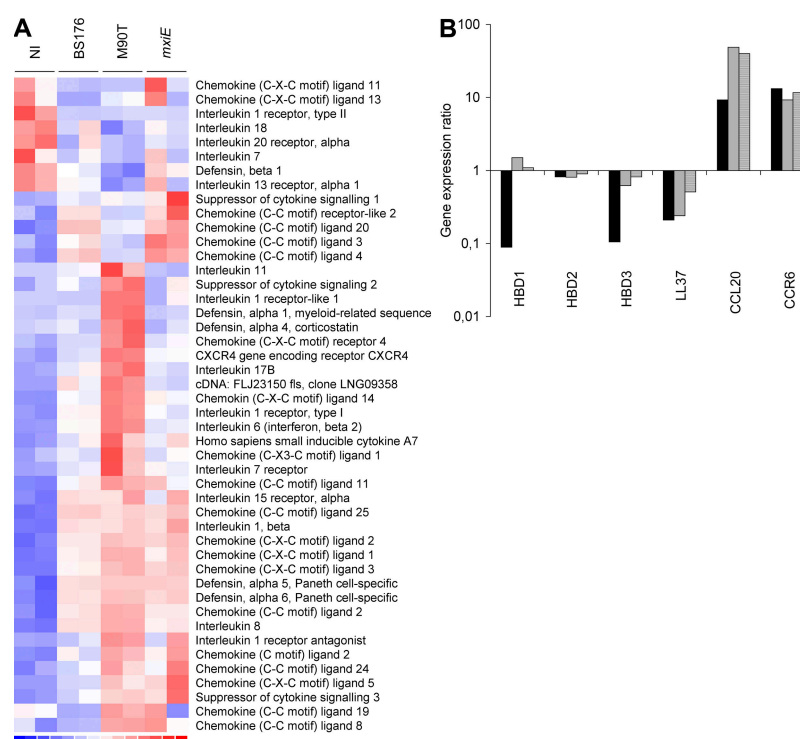 A
NI
BS176
M90T
mxiE
Chemokine (C-X-C motif) ligand 11
Chemokine (C-X-C motif) ligand 13
Interleukin 1 receptor, type II
Interleukin 18
Interleukin 20 receptor, alpha
Interleukin 7
Defensin, beta 1
Interleukin 13 receptor, alpha 1
Suppressor of cytokine signalling 1
Chemokine (C-C motif) receptor-like 2
Chemokine (C-C motif) ligand 20
Chemokine (C-C motif) ligand 3
Chemokine (C-C motif) ligand 4
Interleukin 11
Suppressor of cytokine signaling 2
Interleukin 1 receptor-like 1
Defensin, alpha 1, myeloid-related sequence
Defensin, alpha 4, corticostatin
Chemokine (C-X-C motif) receptor 4
CXCR4 gene encoding receptor CXCR4
Interleukin 17B
cDNA: FLJ23150 fls, clone LNG09358
Chemokin (C-X-C motif) ligand 14
Interleukin 1 receptor, type I
Interleukin 6 (interferon, beta 2)
Homo sapiens small inducible cytokine A7
Chemokine (C-X3-C motif) ligand 1
Interleukin 7 receptor
Chemokine (C-C motif) ligand 11
Interleukin 15 receptor, alpha
Chemokine (C-C motif) ligand 25
Interleukin 1, beta
Chemokine (C-X-C motif) ligand 2
Chemokine (C-X-C motif) ligand 1
Chemokine (C-X-C motif) ligand 3
Defensin, alpha 5, Paneth cell-specific
Defensin, alpha 6, Paneth cell-specific
Chemokine (C-C motif) ligand 2
Interleukin 8
Interleukin 1 receptor antagonist
Chemokine (C motif) ligand 2
Chemokine (C-C motif) ligand 24
Chemokine (C-X-C motif) ligand 5
Suppressor of cytokine signalling 3
Chemokine (C-C motif) ligand 19
Chemokine (C-C motif) ligand 8
B
Gene expression ratio
100
10
1
0,1
0,01
HBD1
HBD2
HBD3
LL37
CCL20
CCR6